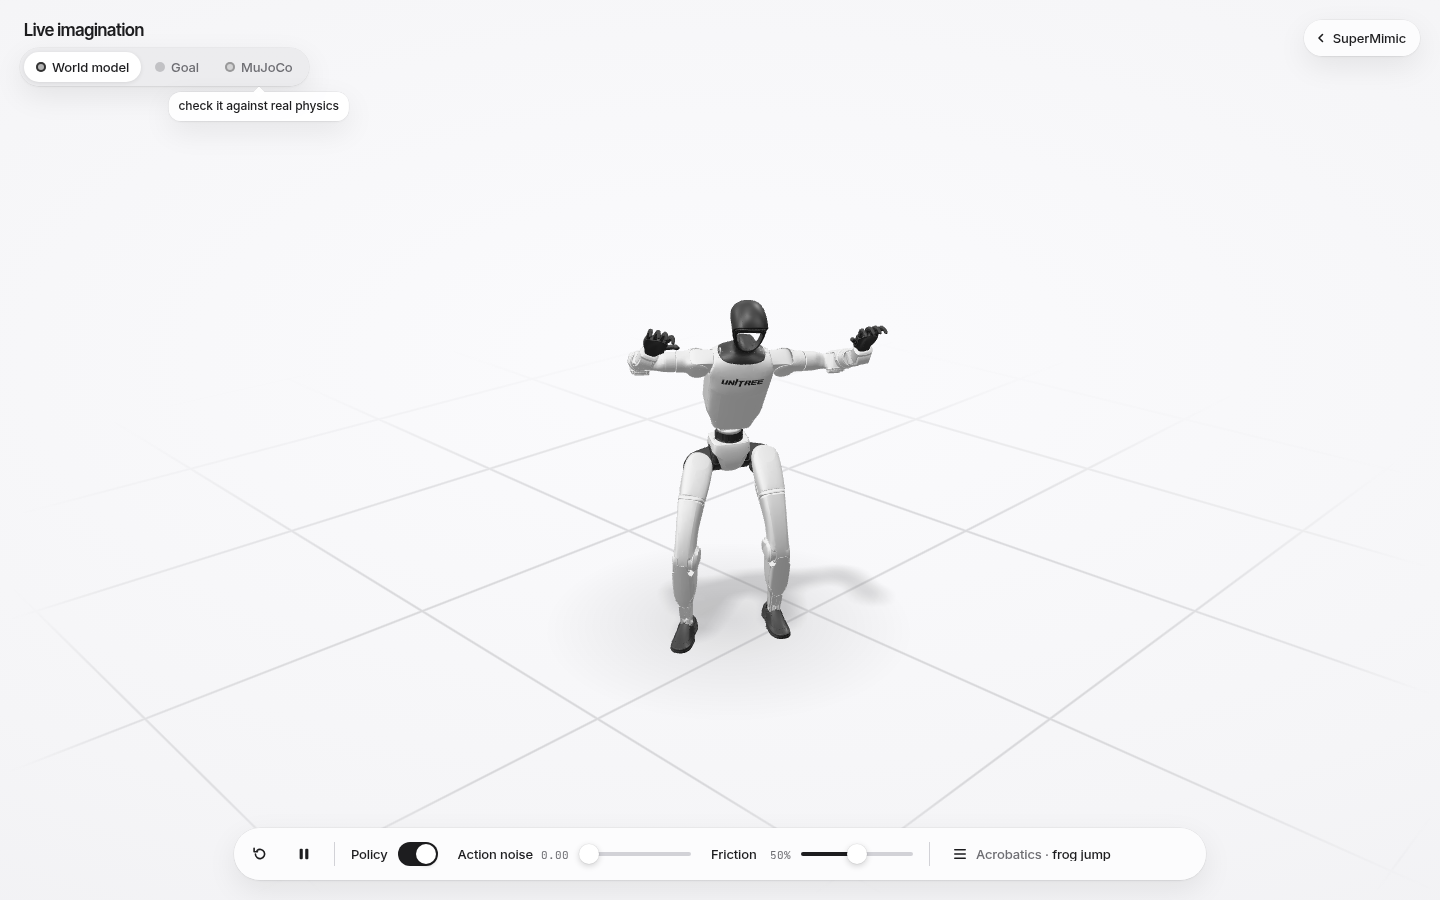 Live imagination
SuperMimic
World model
Goal
MuJoCo
check it against real physics
UNITREE
Policy
Action noise 0.00
Friction 50%
Acrobatics · frog jump